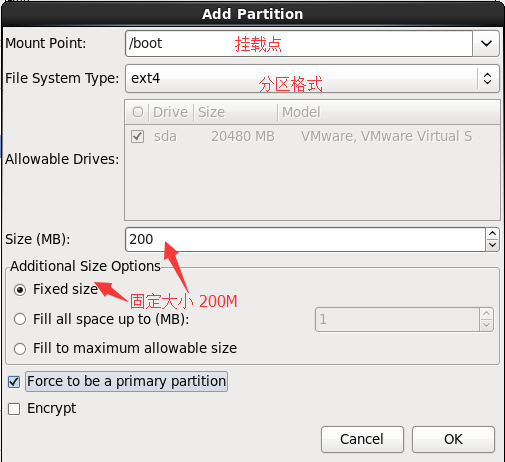 Add Partition
Mount Point: /boot 挂载点
File System Type: ext4 分区格式
Drive Size Model
sda 20480 MB VMware, VMware Virtual S
Allowable Drives:
Size (MB): 200
Additional Size Options
Fixed size 固定大小 200M
Fill all space up to (MB): 1
Fill to maximum allowable size
Force to be a primary partition
Encrypt
Cancel OK